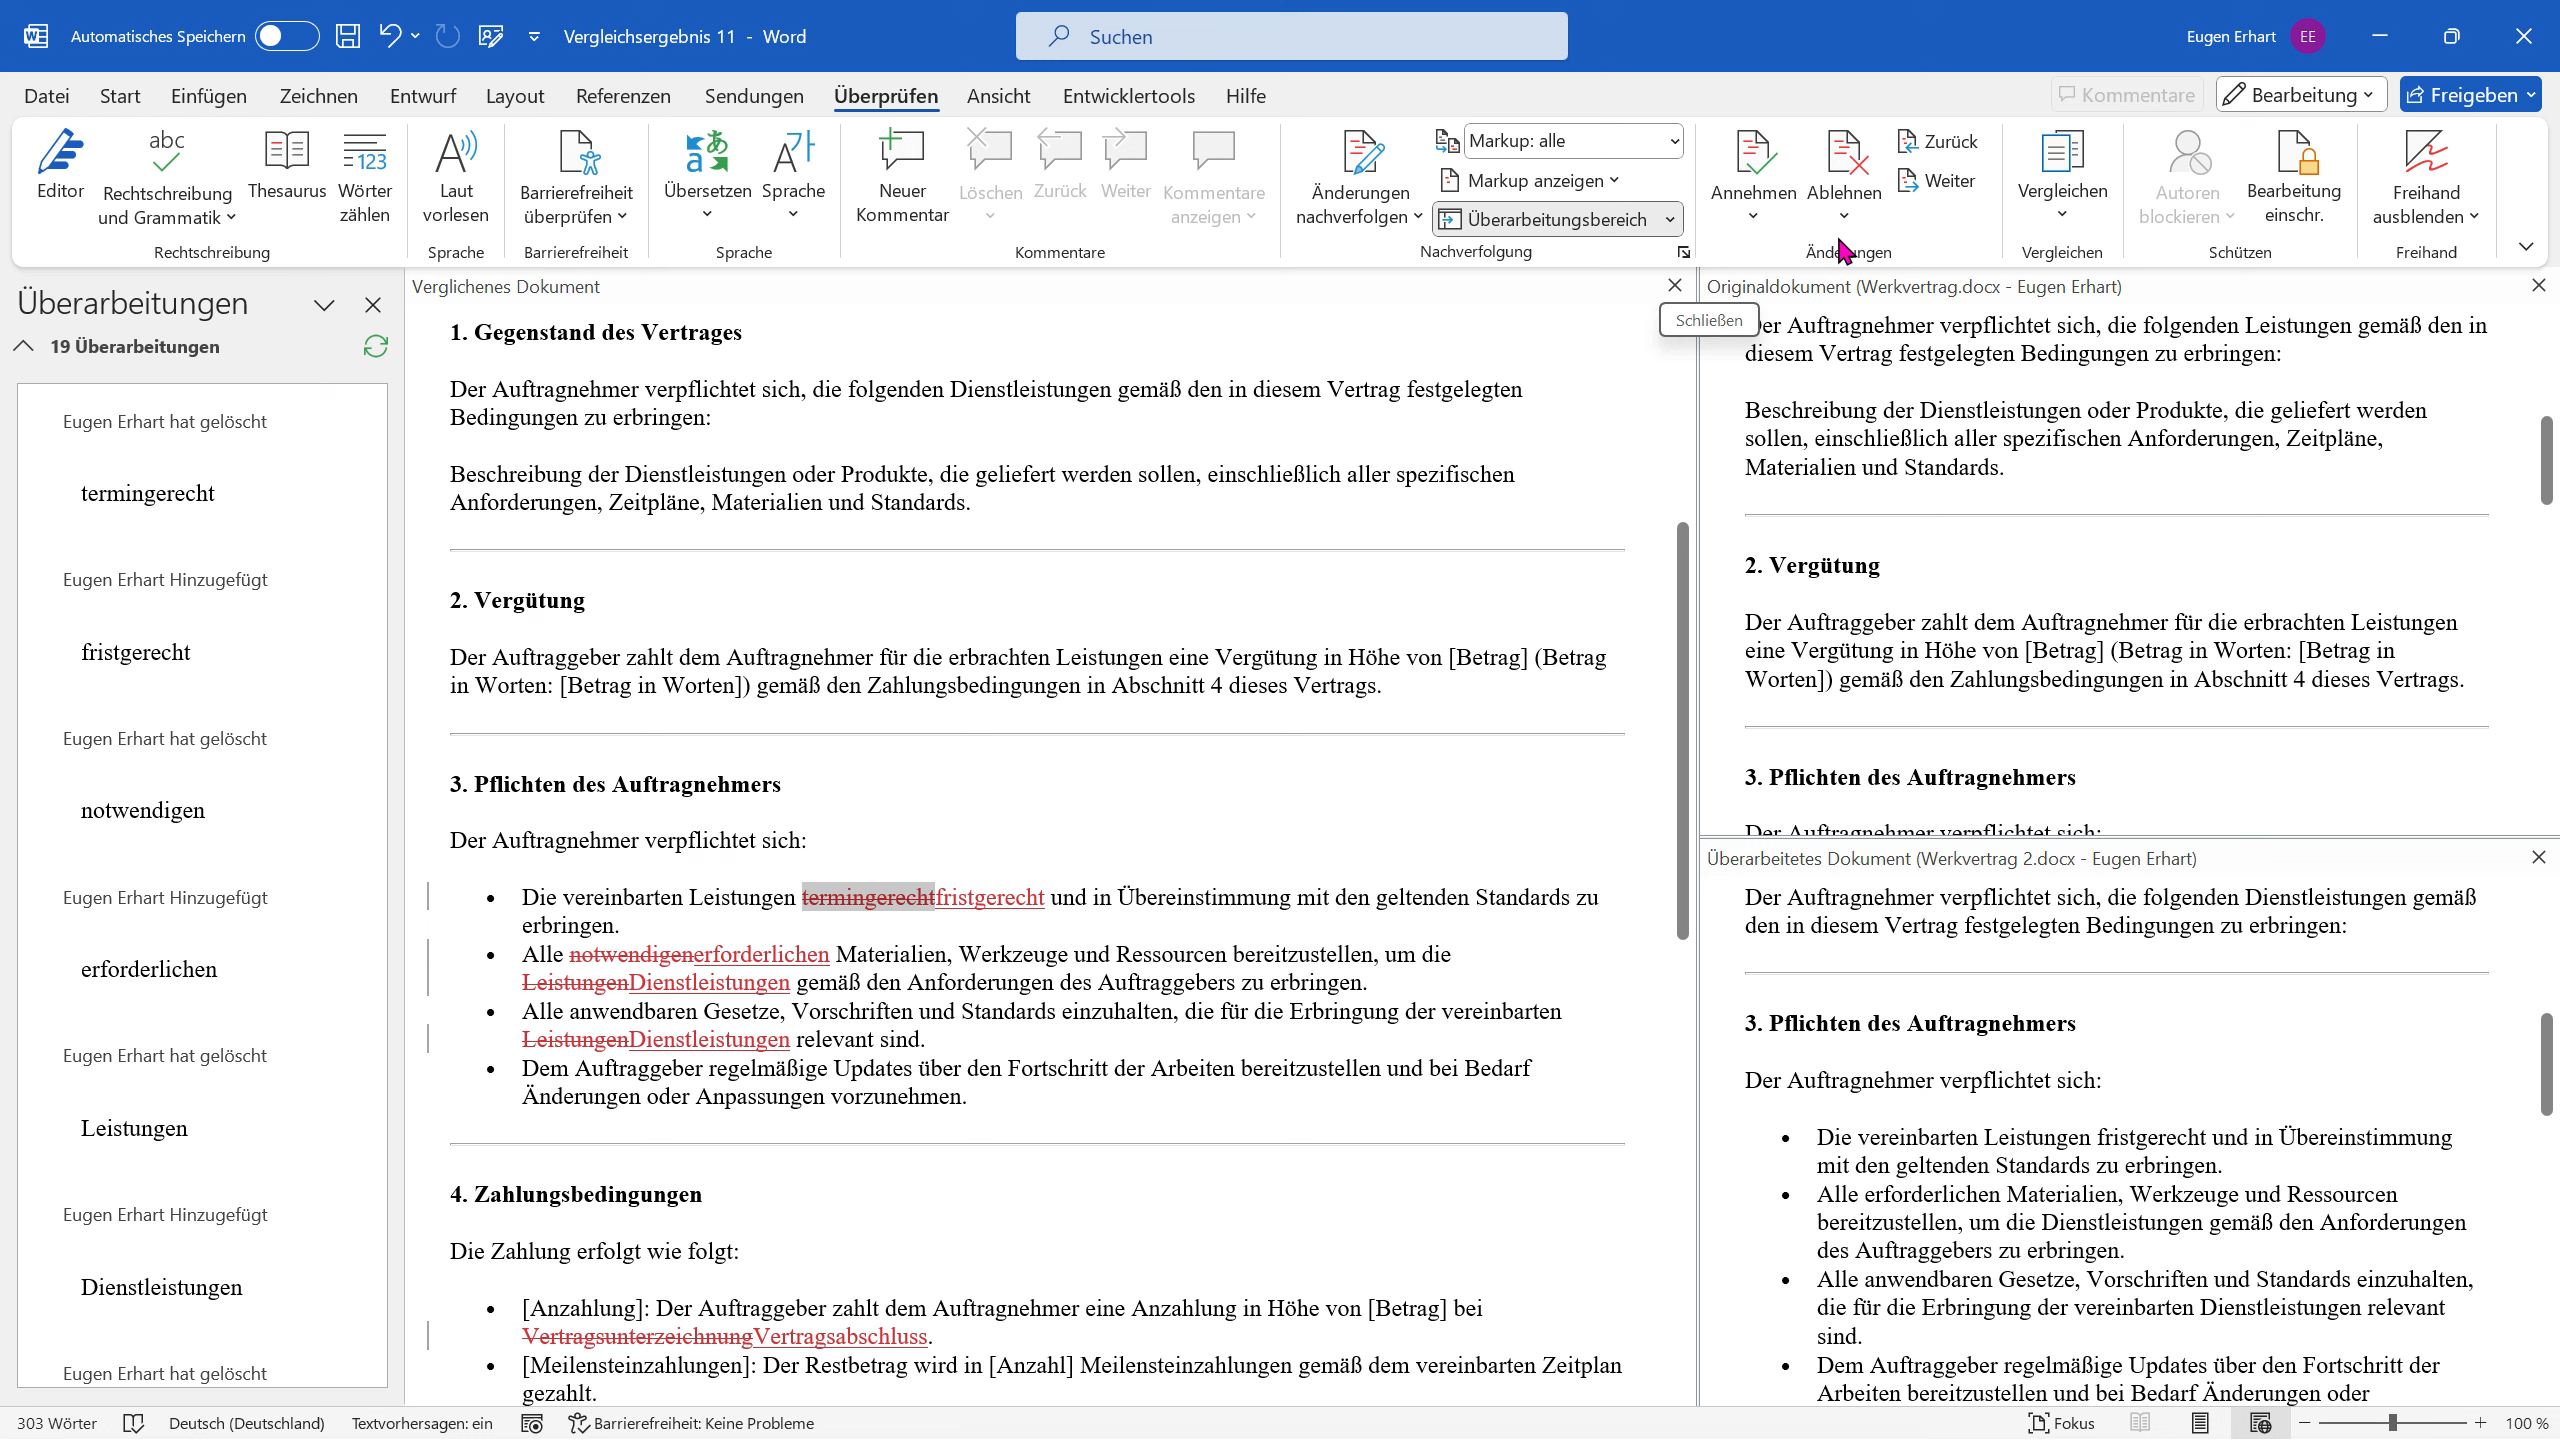 Automatisches Speichern
Vergleichsergebnis 11 - Word
Suchen
Eugen Erhart EE
Datei Start Einfügen Zeichnen Entwurf Layout Referenzen Sendungen Überprüfen Ansicht Entwicklertools Hilfe
Kommentare Bearbeitung Freigeben
Editor
abc
Rechtschreibung
und Grammatik
Thesaurus
123
Wörter
zählen
Rechtschreibung
Laut
vorlesen
Sprache
Barrierefreiheit
überprüfen
Barrierefreiheit
Übersetzen
Sprache
Sprache
Neuer
Kommentar
Löschen
Zurück
Weiter
Kommentare
anzeigen
Kommentare
Änderungen
nachverfolgen
Markup: alle
Markup anzeigen
Überarbeitungsbereich
Nachverfolgung
Annehmen
Ablehnen
Zurück
Weiter
Vergleichen
Vergleichen
Autoren
blockieren
Bearbeitung
einschr.
Schützen
Freihand
ausblenden
Freihand
Überarbeitungen
19 Überarbeitungen
Eugen Erhart hat gelöscht
termingerecht
Eugen Erhart Hinzugefügt
fristgerecht
Eugen Erhart hat gelöscht
notwendigen
Eugen Erhart Hinzugefügt
erforderlichen
Eugen Erhart hat gelöscht
Leistungen
Eugen Erhart Hinzugefügt
Dienstleistungen
Eugen Erhart hat gelöscht
Verglichenes Dokument
Schließen
1. Gegenstand des Vertrages
Der Auftragnehmer verpflichtet sich, die folgenden Dienstleistungen gemäß den in diesem Vertrag festgelegten
Bedingungen zu erbringen:
Beschreibung der Dienstleistungen oder Produkte, die geliefert werden sollen, einschließlich aller spezifischen
Anforderungen, Zeitpläne, Materialien und Standards.
2. Vergütung
Der Auftraggeber zahlt dem Auftragnehmer für die erbrachten Leistungen eine Vergütung in Höhe von [Betrag] (Betrag
in Worten: [Betrag in Worten]) gemäß den Zahlungsbedingungen in Abschnitt 4 dieses Vertrags.
3. Pflichten des Auftragnehmers
Der Auftragnehmer verpflichtet sich:
• Die vereinbarten Leistungen termingerechtfristgerecht und in Übereinstimmung mit den geltenden Standards zu
erbringen.
• Alle notwendigenerforderlichen Materialien, Werkzeuge und Ressourcen bereitzustellen, um die
LeistungenDienstleistungen gemäß den Anforderungen des Auftraggebers zu erbringen.
• Alle anwendbaren Gesetze, Vorschriften und Standards einzuhalten, die für die Erbringung der vereinbarten
LeistungenDienstleistungen relevant sind.
• Dem Auftraggeber regelmäßige Updates über den Fortschritt der Arbeiten bereitzustellen und bei Bedarf
Änderungen oder Anpassungen vorzunehmen.
4. Zahlungsbedingungen
Die Zahlung erfolgt wie folgt:
• [Anzahlung]: Der Auftraggeber zahlt dem Auftragnehmer eine Anzahlung in Höhe von [Betrag] bei
VertragsunterzeichnungVertragsabschluss.
• [Meilensteinzahlungen]: Der Restbetrag wird in [Anzahl] Meilensteinzahlungen gemäß dem vereinbarten Zeitplan
gezahlt.
Originaldokument (Werkvertrag.docx - Eugen Erhart)
er Auftragnehmer verpflichtet sich, die folgenden Leistungen gemäß den in
diesem Vertrag festgelegten Bedingungen zu erbringen:
Beschreibung der Dienstleistungen oder Produkte, die geliefert werden
sollen, einschließlich aller spezifischen Anforderungen, Zeitpläne,
Materialien und Standards.
2. Vergütung
Der Auftraggeber zahlt dem Auftragnehmer für die erbrachten Leistungen
eine Vergütung in Höhe von [Betrag] (Betrag in Worten: [Betrag in
Worten]) gemäß den Zahlungsbedingungen in Abschnitt 4 dieses Vertrags.
3. Pflichten des Auftragnehmers
Der Auftragnehmer verpflichtet sich:
Überarbeitetes Dokument (Werkvertrag 2.docx - Eugen Erhart)
Der Auftragnehmer verpflichtet sich, die folgenden Dienstleistungen gemäß
den in diesem Vertrag festgelegten Bedingungen zu erbringen:
3. Pflichten des Auftragnehmers
Der Auftragnehmer verpflichtet sich:
• Die vereinbarten Leistungen fristgerecht und in Übereinstimmung
mit den geltenden Standards zu erbringen.
• Alle erforderlichen Materialien, Werkzeuge und Ressourcen
bereitzustellen, um die Dienstleistungen gemäß den Anforderungen
des Auftraggebers zu erbringen.
• Alle anwendbaren Gesetze, Vorschriften und Standards einzuhalten,
die für die Erbringung der vereinbarten Dienstleistungen relevant
sind.
• Dem Auftraggeber regelmäßige Updates über den Fortschritt der
Arbeiten bereitzustellen und bei Bedarf Änderungen oder
303 Wörter Deutsch (Deutschland) Textvorhersagen: ein Barrierefreiheit: Keine Probleme
Fokus 100 %